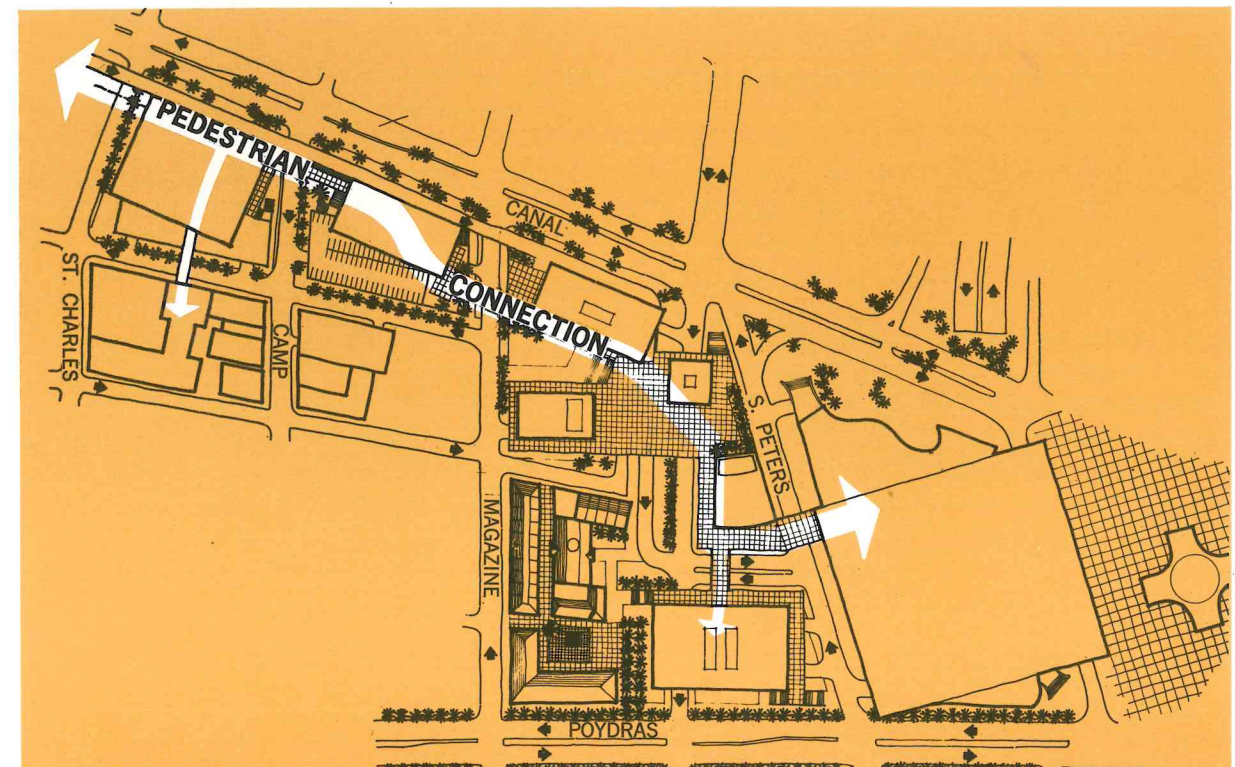 PEDESTRIAN
CANAL
CONNECTION
ST. CHARLES
CAMP
S. PETERS
MAGAZINE
POYDRAS